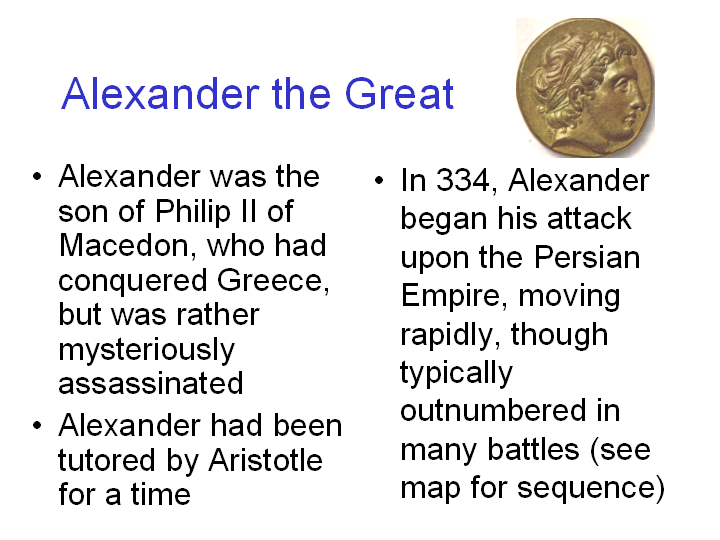 Alexander the Great
• Alexander was the
son of Philip II of
Macedon, who had
conquered Greece,
but was rather
mysteriously
assassinated
• Alexander had been
tutored by Aristotle
for a time
• In 334, Alexander
began his attack
upon the Persian
Empire, moving
rapidly, though
typically
outnumbered in
many battles (see
map for sequence)